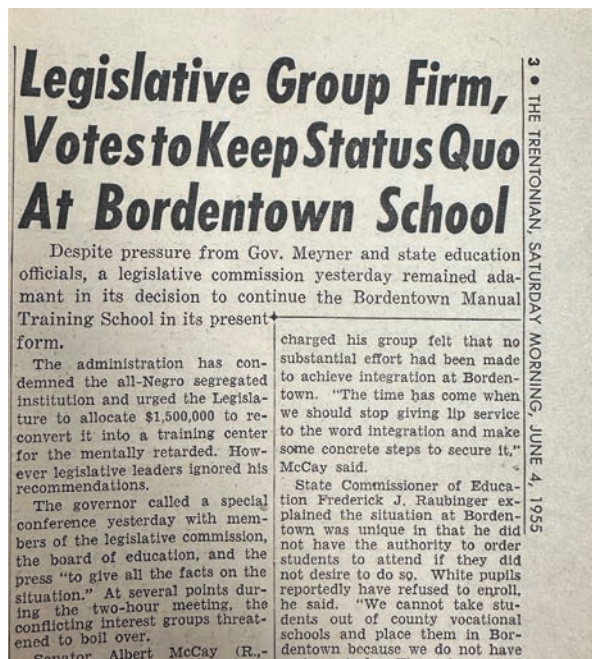 Legislative Group Firm,
Votes to Keep Status Quo
At Bordentown School
Despite pressure from Gov. Meyner and state education
officials, a legislative commission yesterday remained ada-
mant in its decision to continue the Bordentown Manual
Training School in its present
form.
The administration has con-
demned the all-Negro segregated
institution and urged the Legisla-
ture to allocate $1,500,000 to re-
convert it into a training center
for the mentally retarded. How-
ever legislative leaders ignored his
recommendations.
The governor called a special
conference yesterday with mem-
bers of the legislative commission,
the board of education, and the
press "to give all the facts on the
situation." At several points dur-
ing the two-hour meeting, the
conflicting interest groups threat-
ened to boil over.
Senator Albert McCay (R.,-
charged his group felt that no
substantial effort had been made
to achieve integration at Borden-
town. "The time has come when
we should stop giving lip service
to the word integration and make
some concrete steps to secure it,"
McCay said.
State Commissioner of Educa-
tion Frederick J. Raubinger ex-
plained the situation at Borden-
town was unique in that he did
not have the authority to order
students to attend if they did
not desire to do so. White pupils
reportedly have refused to enroll,
he said. "We cannot take stu-
dents out of county vocational
schools and place them in Bor-
dentown because we do not have
3 • THE TRENTONIAN, SATURDAY MORNING, JUNE 4, 1955